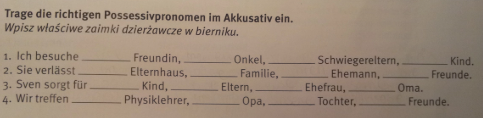 Trage die richtigen Possessivpronomen im Akkusativ ein.
Wpisz właściwe zaimki dzierżawcze w bierniku.
1. Ich besuche ________ Freundin, ________ Onkel, ________ Schwiegereltern, ________ Kind.
2. Sie verlässt ________ Elternhaus, ________ Familie, ________ Ehemann, ________ Freunde.
3. Sven sorgt für ________ Kind, ________ Eltern, ________ Ehefrau, ________ Oma.
4. Wir treffen ________ Physiklehrer, ________ Opa, ________ Tochter, ________ Freunde.